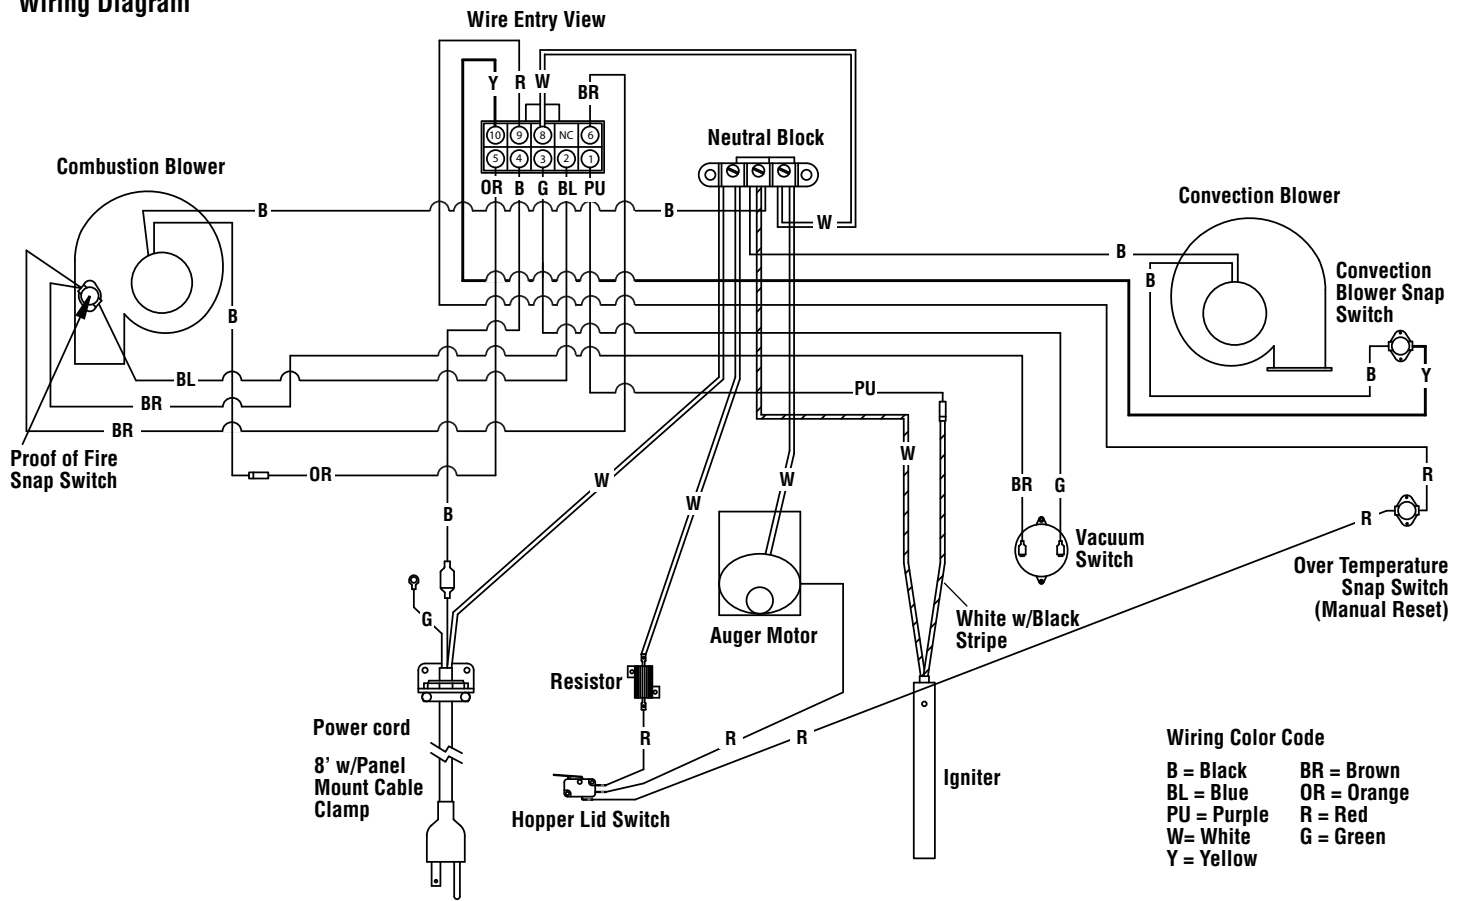 Wiring Diagram
Wire Entry View
Y
R
W
BR
10
9
8
NC
6
5
4
3
2
1
OR
B
G
BL
PU
Neutral Block
Combustion Blower
Convection Blower
B
B
W
B
B
Convection
Blower Snap
Switch
B
B
Y
BL
BR
BR
PU
Proof of Fire
Snap Switch
OR
B
W
W
W
W
BR
G
R
R
Vacuum
Switch
Over Temperature
Snap Switch
(Manual Reset)
G
White w/Black
Stripe
Auger Motor
Resistor
Power cord
8’ w/Panel
Mount Cable
Clamp
R
R
R
Hopper Lid Switch
Igniter
Wiring Color Code
B = Black
BL = Blue
PU = Purple
W= White
Y = Yellow
BR = Brown
OR = Orange
R = Red
G = Green